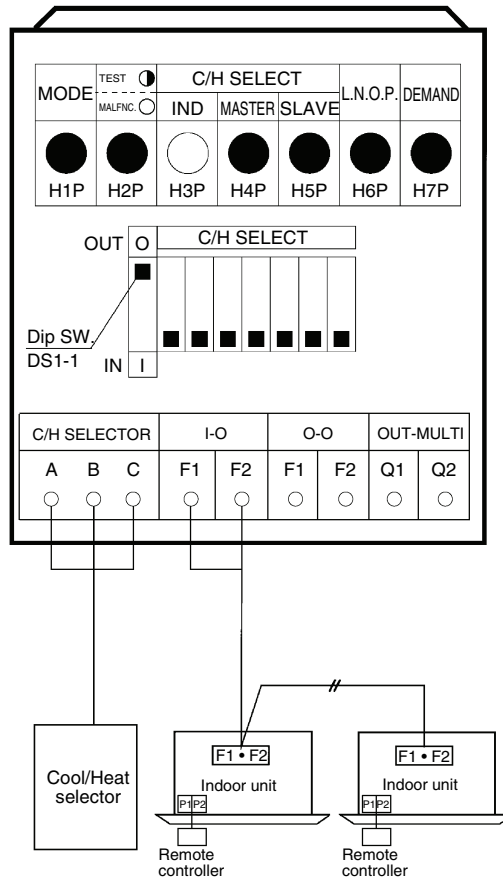 MODE TEST C/H SELECT L.N.O.P. DEMAND
MALFNC. IND MASTER SLAVE
H1P H2P H3P H4P H5P H6P H7P
OUT O C/H SELECT
Dip SW.
DS1-1 IN I
C/H SELECTOR I-O O-O OUT-MULTI
A B C F1 F2 F1 F2 Q1 Q2
F1 • F2 F1 • F2
Cool/Heat
selector
Indoor unit Indoor unit
P1P2 P1P2
Remote
controller
Remote
controller